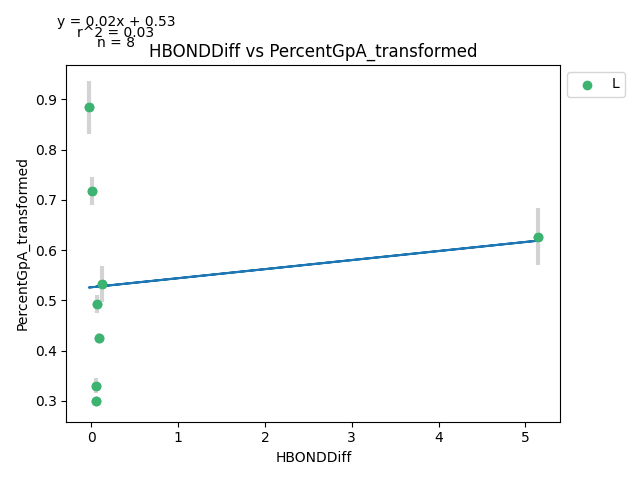 y = 0.02x + 0.53
r^2 = 0.03
n = 8
HBONDDiff vs PercentGpA_transformed
L
PercentGpA_transformed
0.9
0.8
0.7
0.6
0.5
0.4
0.3
0 1 2 3 4 5
HBONDDiff